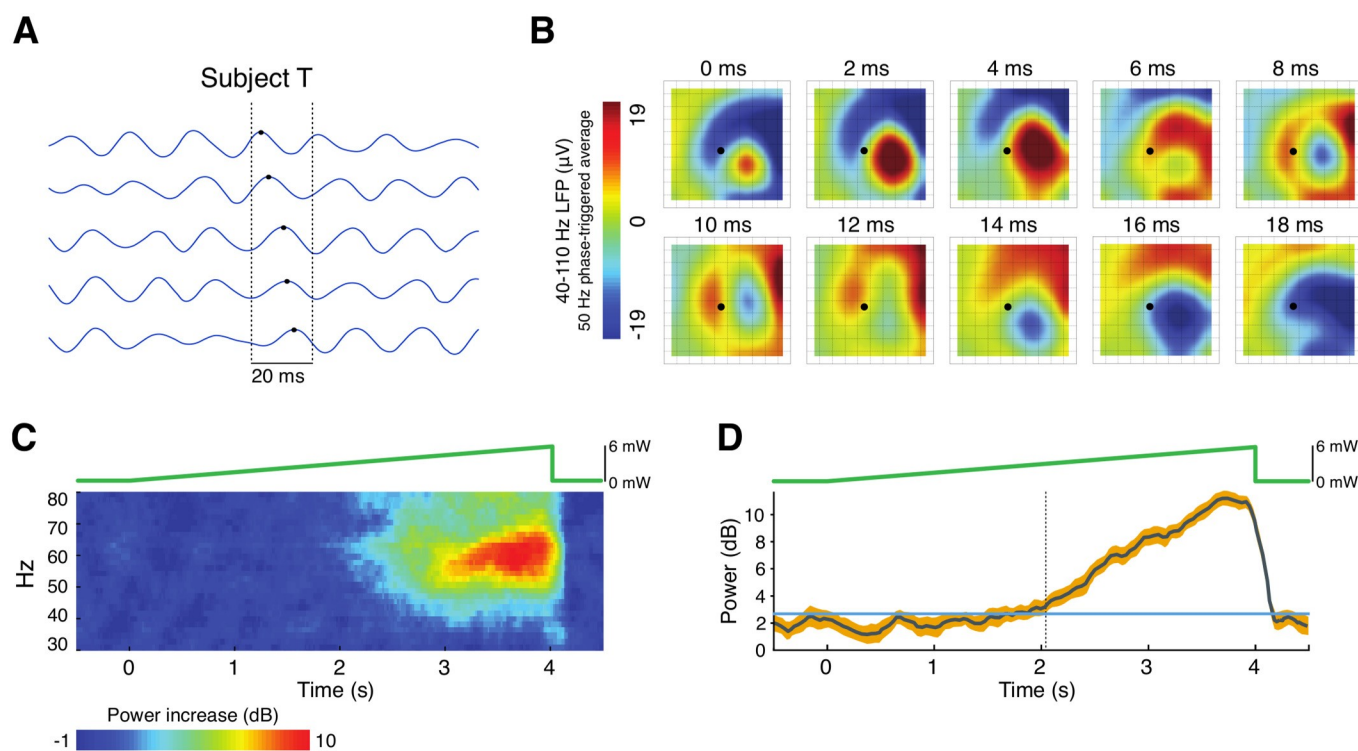 A
Subject T
20 ms
B
40-110 Hz LFP (μV)
50 Hz phase-triggered average
19
0
-19
0 ms
2 ms
4 ms
6 ms
8 ms
10 ms
12 ms
14 ms
16 ms
18 ms
C
6 mW
0 mW
Hz
80
70
60
50
40
30
0
1
2
3
4
Time (s)
Power increase (dB)
-1
10
D
6 mW
0 mW
Power (dB)
10
8
6
4
2
0
0
1
2
3
4
Time (s)